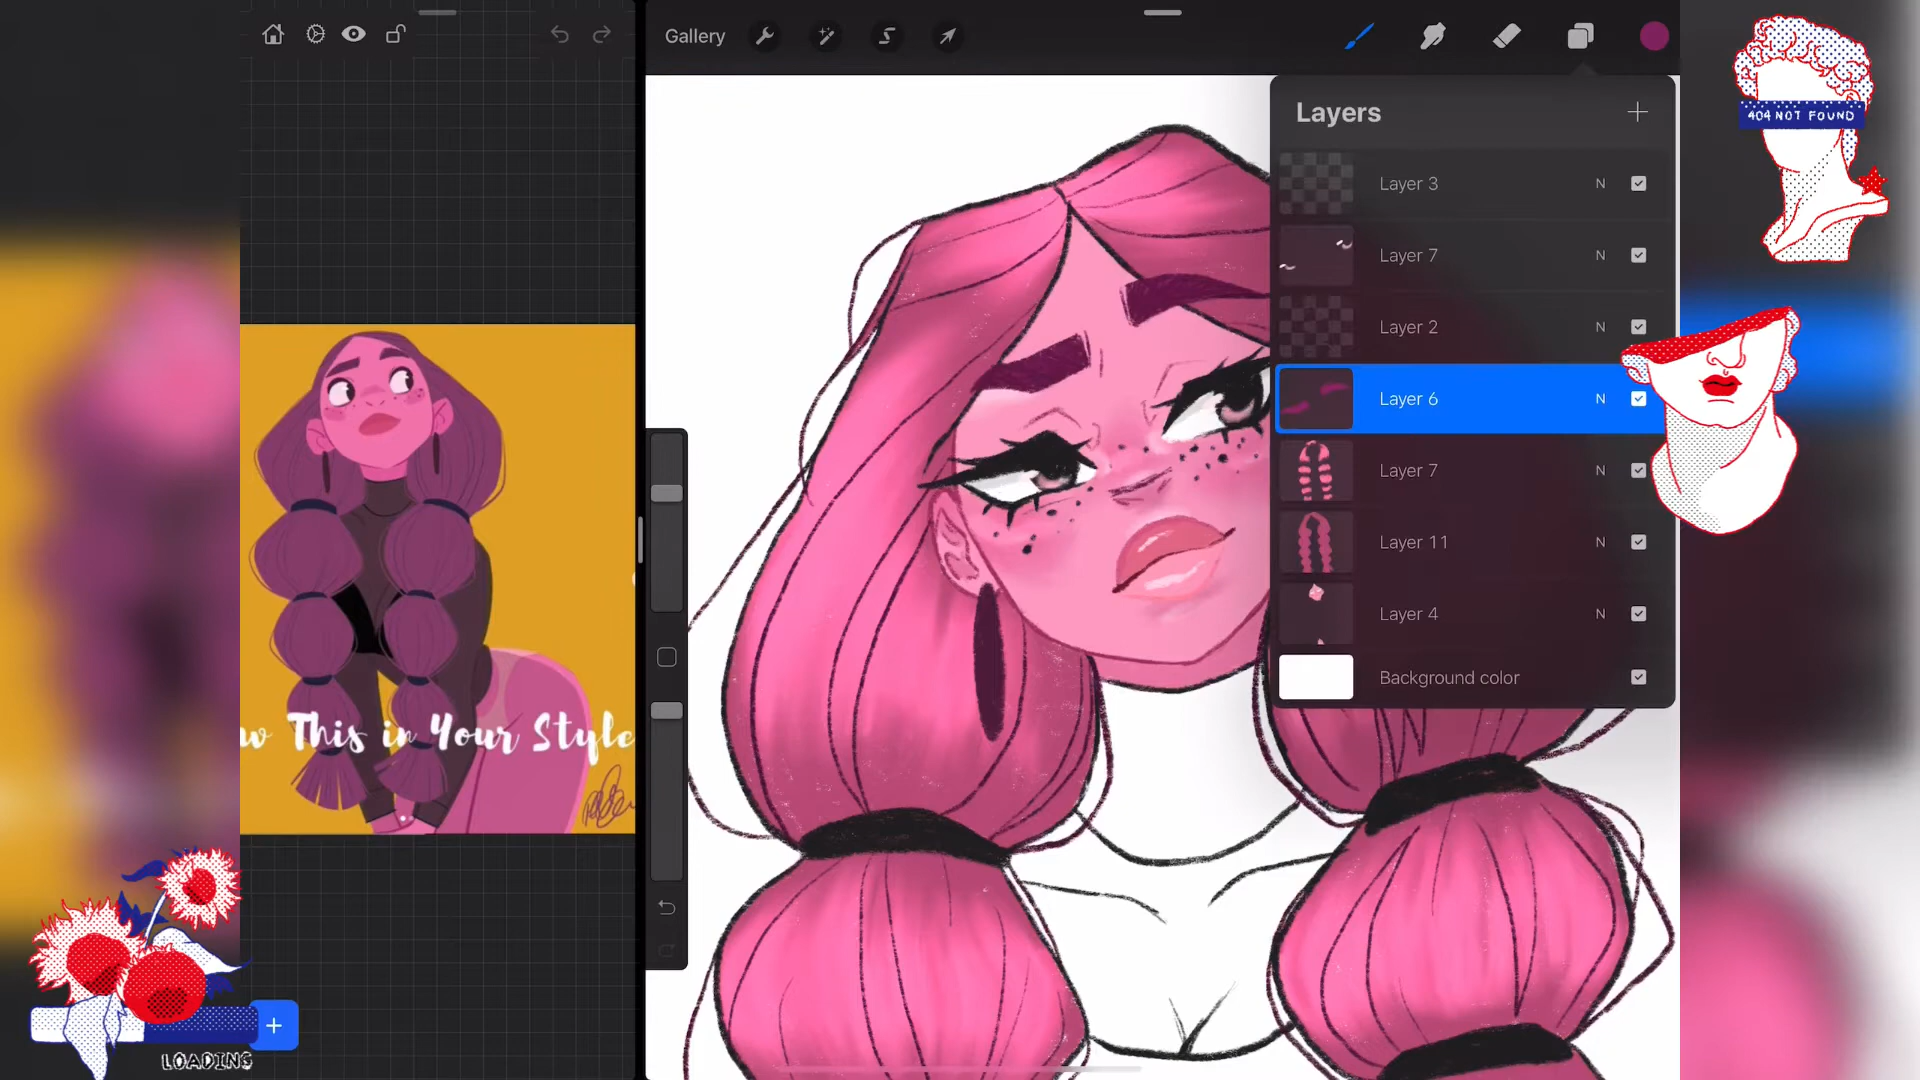 Gallery
Layers
Layer 3 N
Layer 7 N
Layer 2 N
Layer 6 N
Layer 7 N
Layer 11 N
Layer 4 N
Background color
404 NOT FOUND
w This in Your Style
LOADING